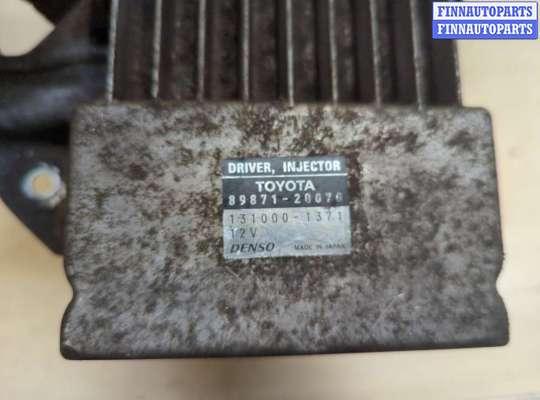 FINNAUTOPARTS
FINNAUTOPARTS
DRIVER, INJECTOR
TOYOTA
89871-20070
131000-1371
12V
DENSO MADE IN JAPAN